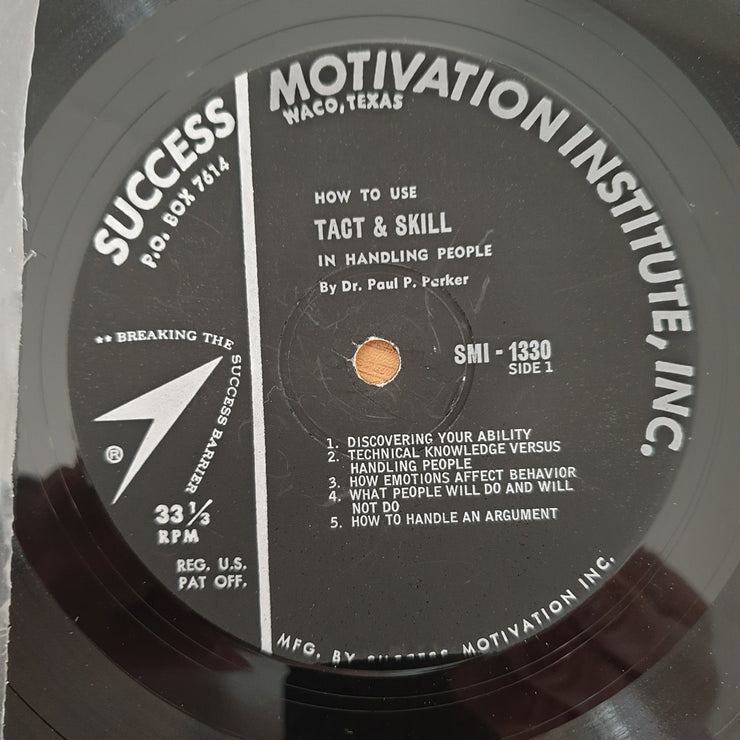 SUCCESS MOTIVATION INSTITUTE, INC.
P.O. BOX 7614 WACO, TEXAS
HOW TO USE
TACT & SKILL
IN HANDLING PEOPLE
By Dr. Paul P. Parker
** BREAKING THE SUCCESS BARRIER
®
SMI - 1330
SIDE 1
1. DISCOVERING YOUR ABILITY
2. TECHNICAL KNOWLEDGE VERSUS
HANDLING PEOPLE
3. HOW EMOTIONS AFFECT BEHAVIOR
4. WHAT PEOPLE WILL DO AND WILL
NOT DO
5. HOW TO HANDLE AN ARGUMENT
33 1/3
RPM
REG. U.S.
PAT OFF.
MFG. BY SUCCESS MOTIVATION INC.